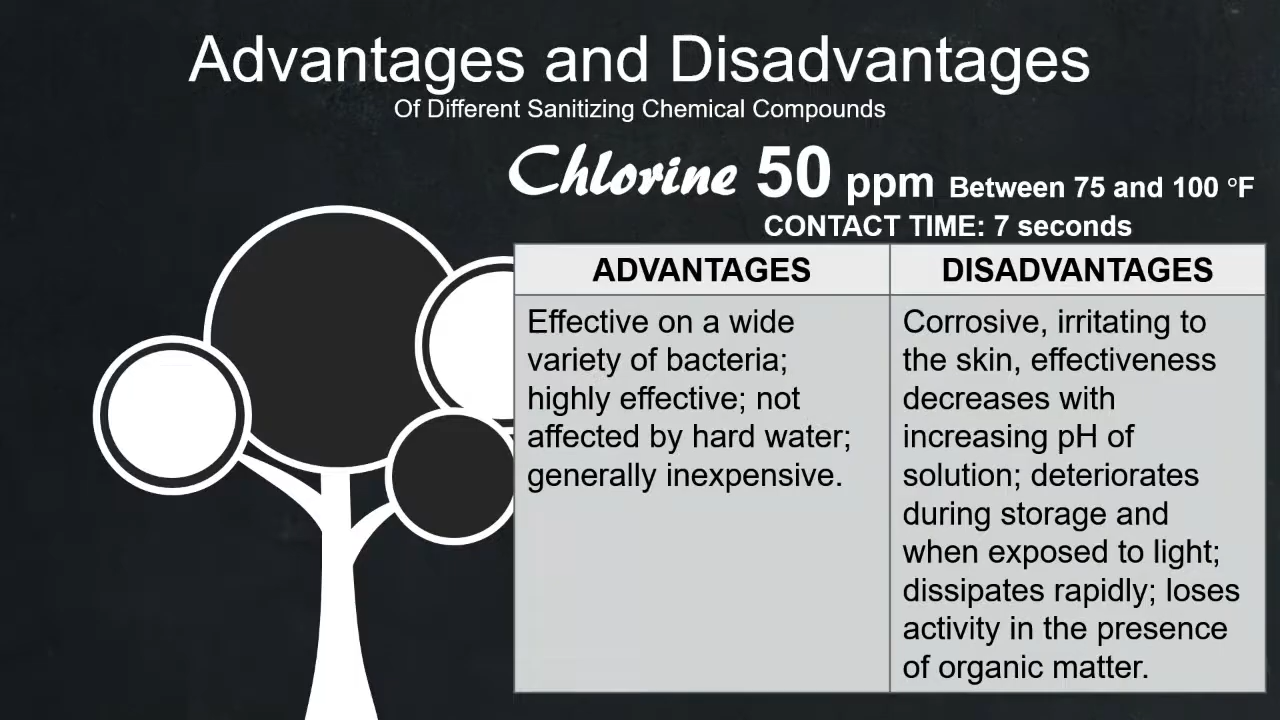 Advantages and Disadvantages
Of Different Sanitizing Chemical Compounds
Chlorine 50 ppm Between 75 and 100 °F
CONTACT TIME: 7 seconds
ADVANTAGES
Effective on a wide
variety of bacteria;
highly effective; not
affected by hard water;
generally inexpensive.
DISADVANTAGES
Corrosive, irritating to
the skin, effectiveness
decreases with
increasing pH of
solution; deteriorates
during storage and
when exposed to light;
dissipates rapidly; loses
activity in the presence
of organic matter.